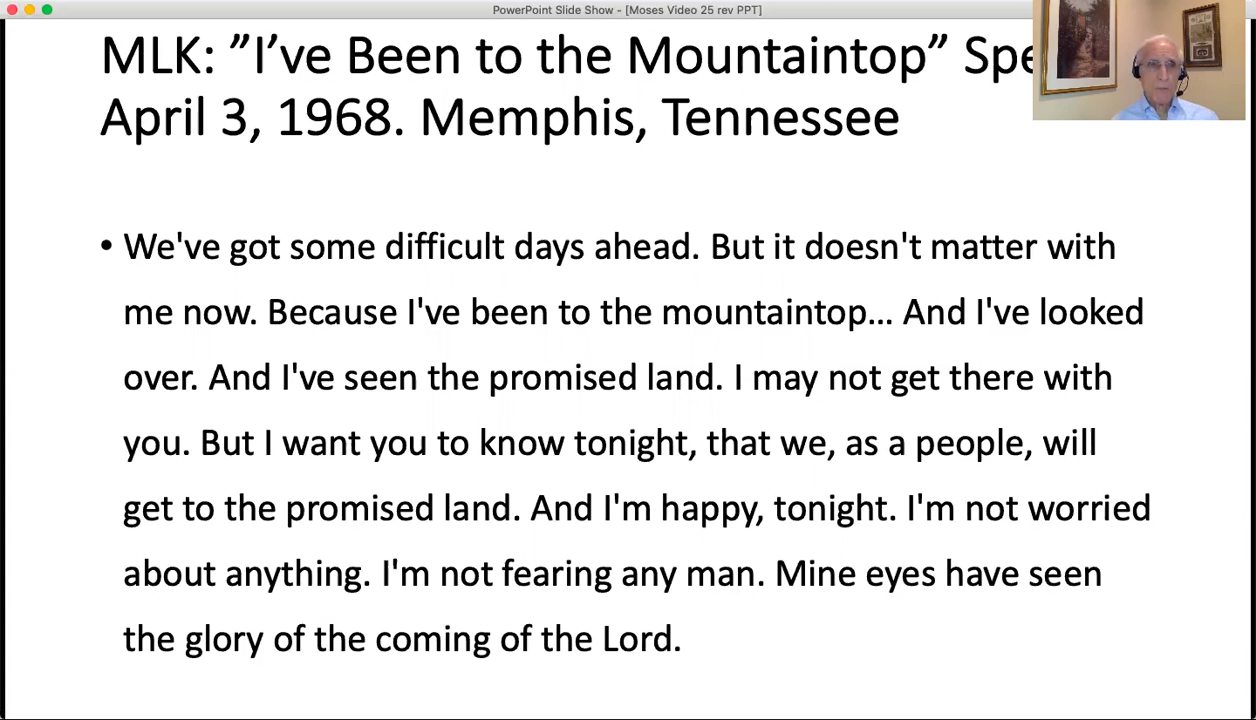 PowerPoint Slide Show - [Moses Video 25 rev PPT]
MLK: ”I’ve Been to the Mountaintop”
April 3, 1968. Memphis, Tennessee
• We've got some difficult days ahead. But it doesn't matter with
me now. Because I've been to the mountaintop... And I've looked
over. And I've seen the promised land. I may not get there with
you. But I want you to know tonight, that we, as a people, will
get to the promised land. And I'm happy, tonight. I'm not worried
about anything. I'm not fearing any man. Mine eyes have seen
the glory of the coming of the Lord.